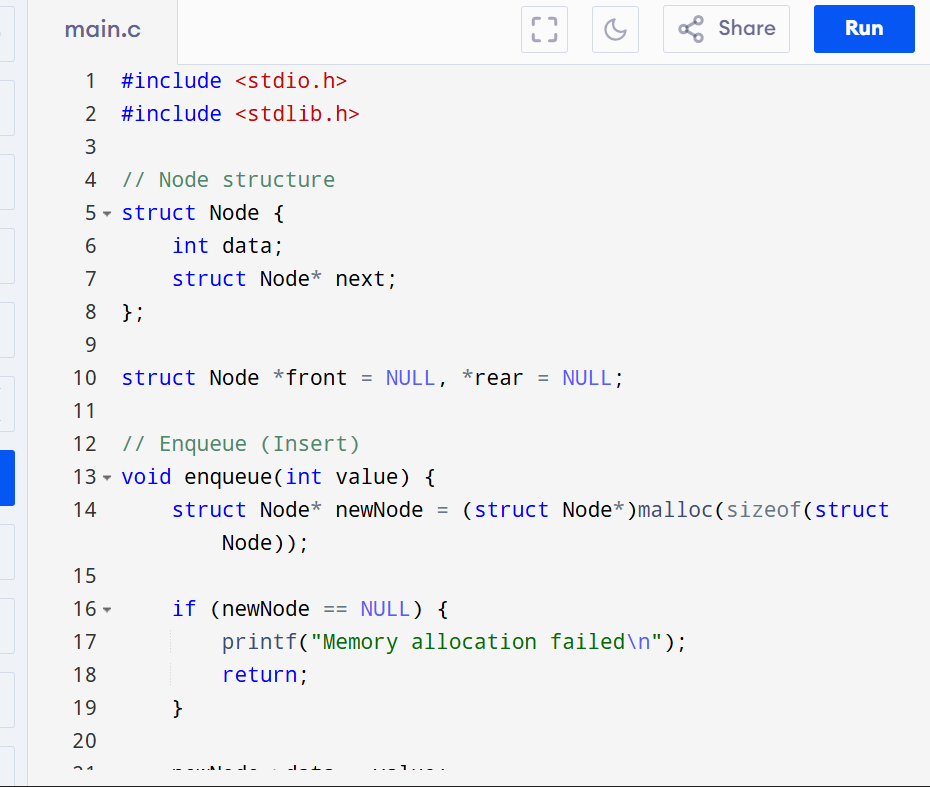 main.c
Share
Run
1 #include <stdio.h>
2 #include <stdlib.h>
3
4 // Node structure
5 struct Node {
6 int data;
7 struct Node* next;
8 };
9
10 struct Node *front = NULL, *rear = NULL;
11
12 // Enqueue (Insert)
13 void enqueue(int value) {
14 struct Node* newNode = (struct Node*)malloc(sizeof(struct
Node));
15
16 if (newNode == NULL) {
17 printf("Memory allocation failed\n");
18 return;
19 }
20